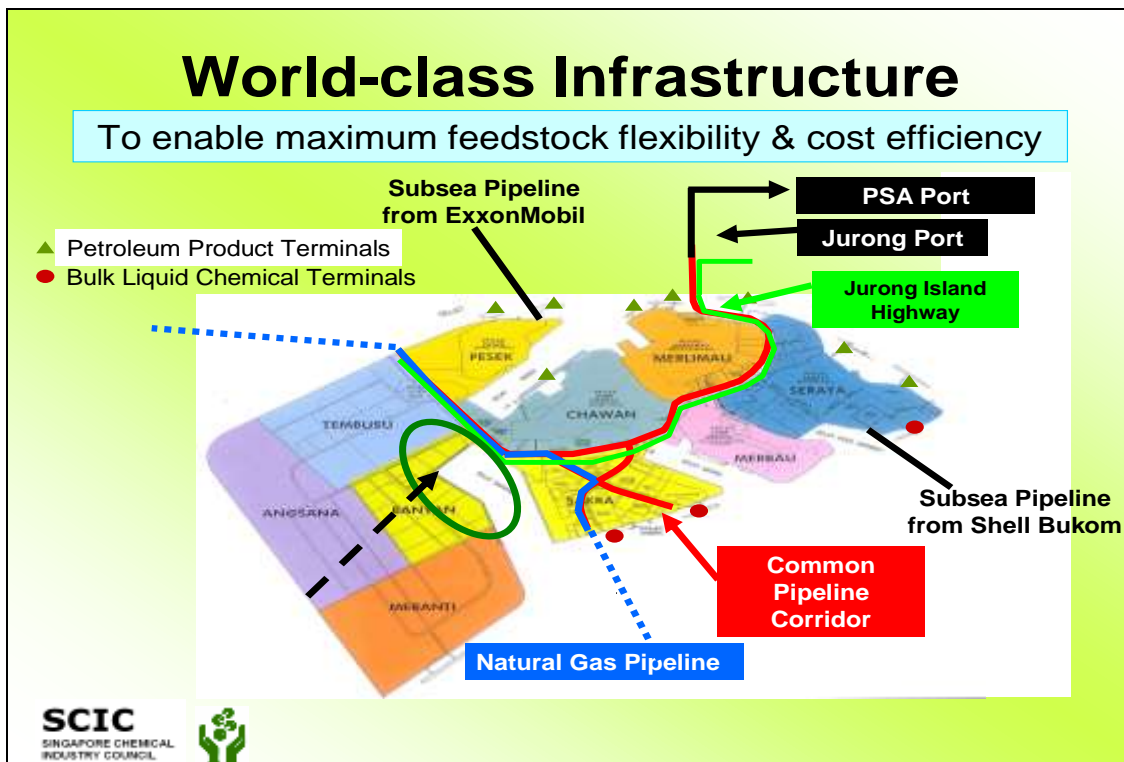 World-class Infrastructure
To enable maximum feedstock flexibility & cost efficiency
Subsea Pipeline
from ExxonMobil
PSA Port
Jurong Port
Petroleum Product Terminals
Bulk Liquid Chemical Terminals
Jurong Island
Highway
PESEK
MERLIMAU
SERAYA
CHAWAN
TEMBUSU
MERBAU
SAKRA
ANGSANA
BANYAN
Subsea Pipeline
from Shell Bukom
Common
Pipeline
Corridor
MERANTI
Natural Gas Pipeline
SCIC
SINGAPORE CHEMICAL
INDUSTRY COUNCIL